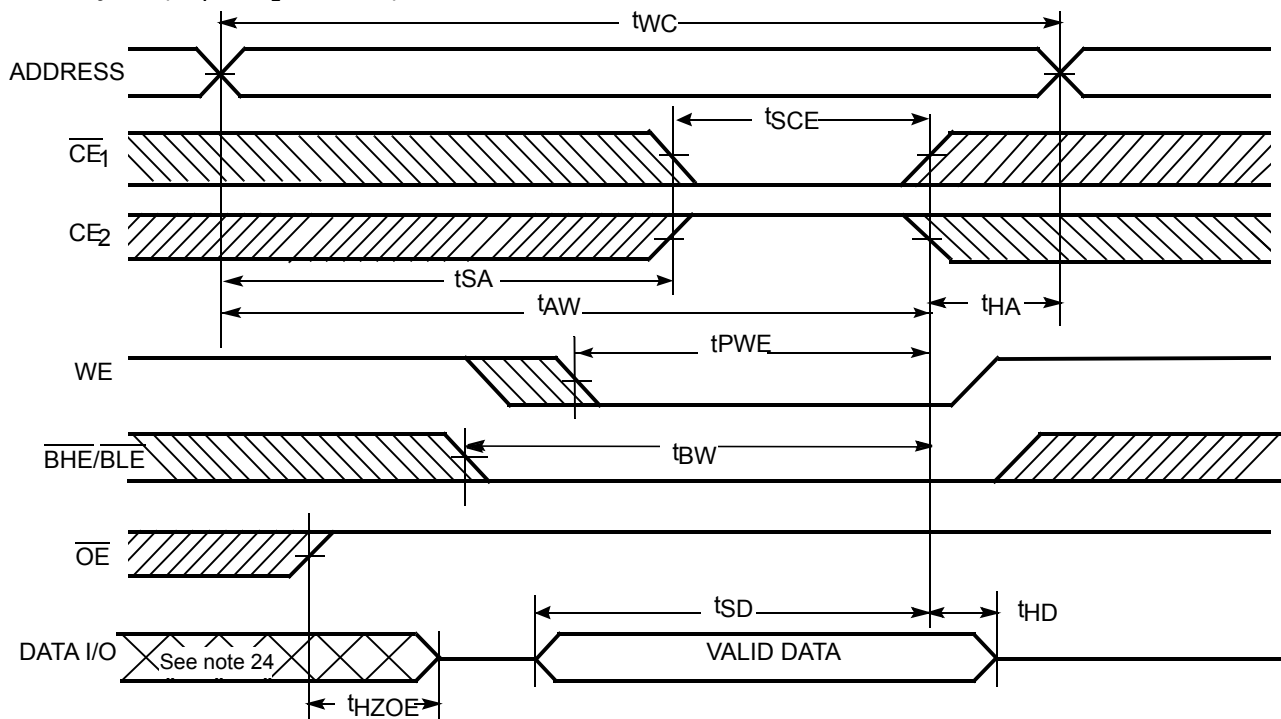 tWC
ADDRESS
tSCE
CE1
CE2
tSA
tAW
tHA
tPWE
WE
BHE/BLE
tBW
OE
tSD
tHD
DATA I/O
See note 24
VALID DATA
tHZOE